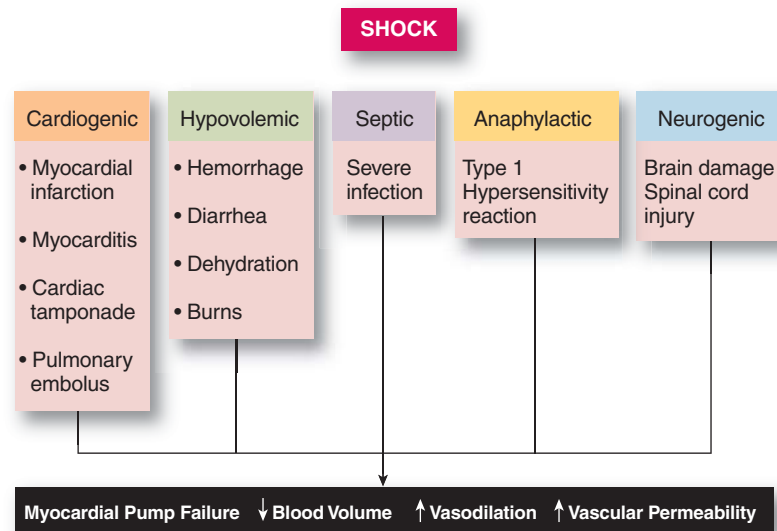 SHOCK
Cardiogenic
• Myocardial
infarction
• Myocarditis
• Cardiac
tamponade
• Pulmonary
embolus
Hypovolemic
• Hemorrhage
• Diarrhea
• Dehydration
• Burns
Septic
Severe
infection
Anaphylactic
Type 1
Hypersensitivity
reaction
Neurogenic
Brain damage
Spinal cord
injury
Myocardial Pump Failure ↓ Blood Volume ↑ Vasodilation ↑ Vascular Permeability